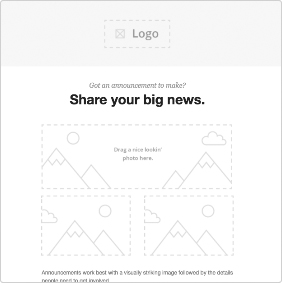 Logo
Got an announcement to make?
Share your big news.
Drag a nice lookin'
photo here.
Announcements work best with a visually striking image followed by the details
people need to get involved